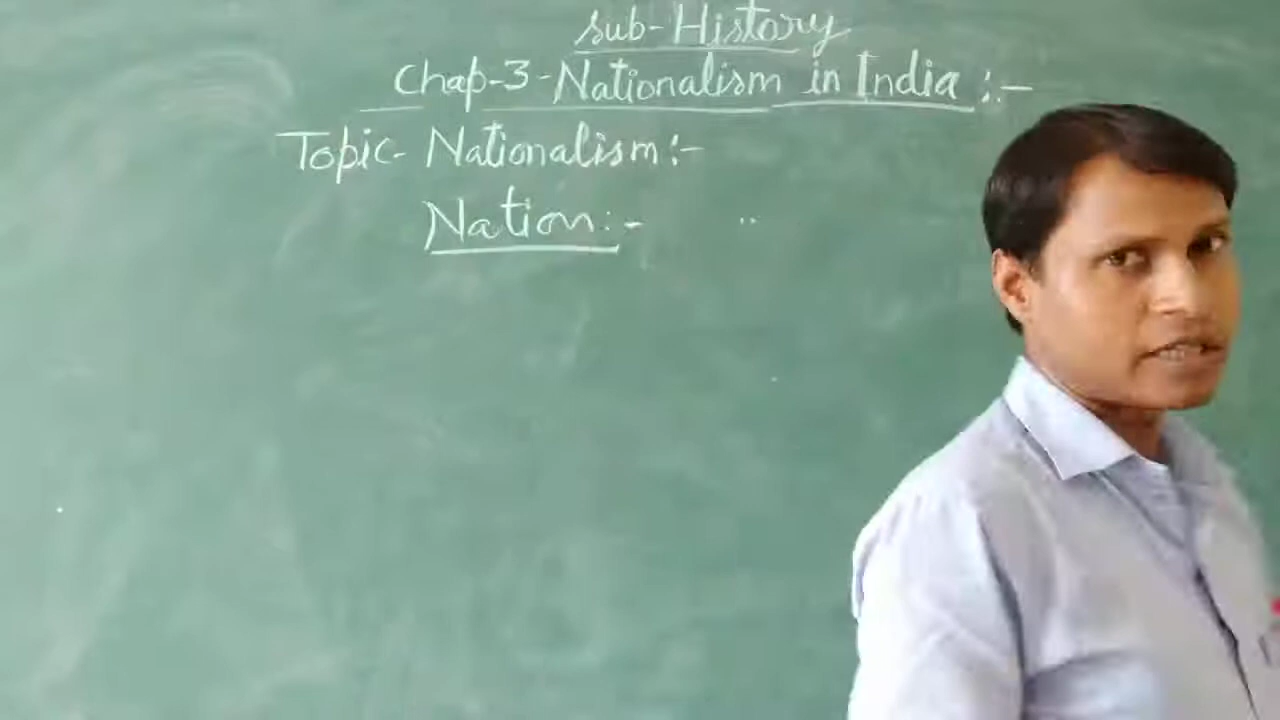 Sub-History
Chap-3-Nationalism in India :-
Topic- Nationalism:-
Nation:-